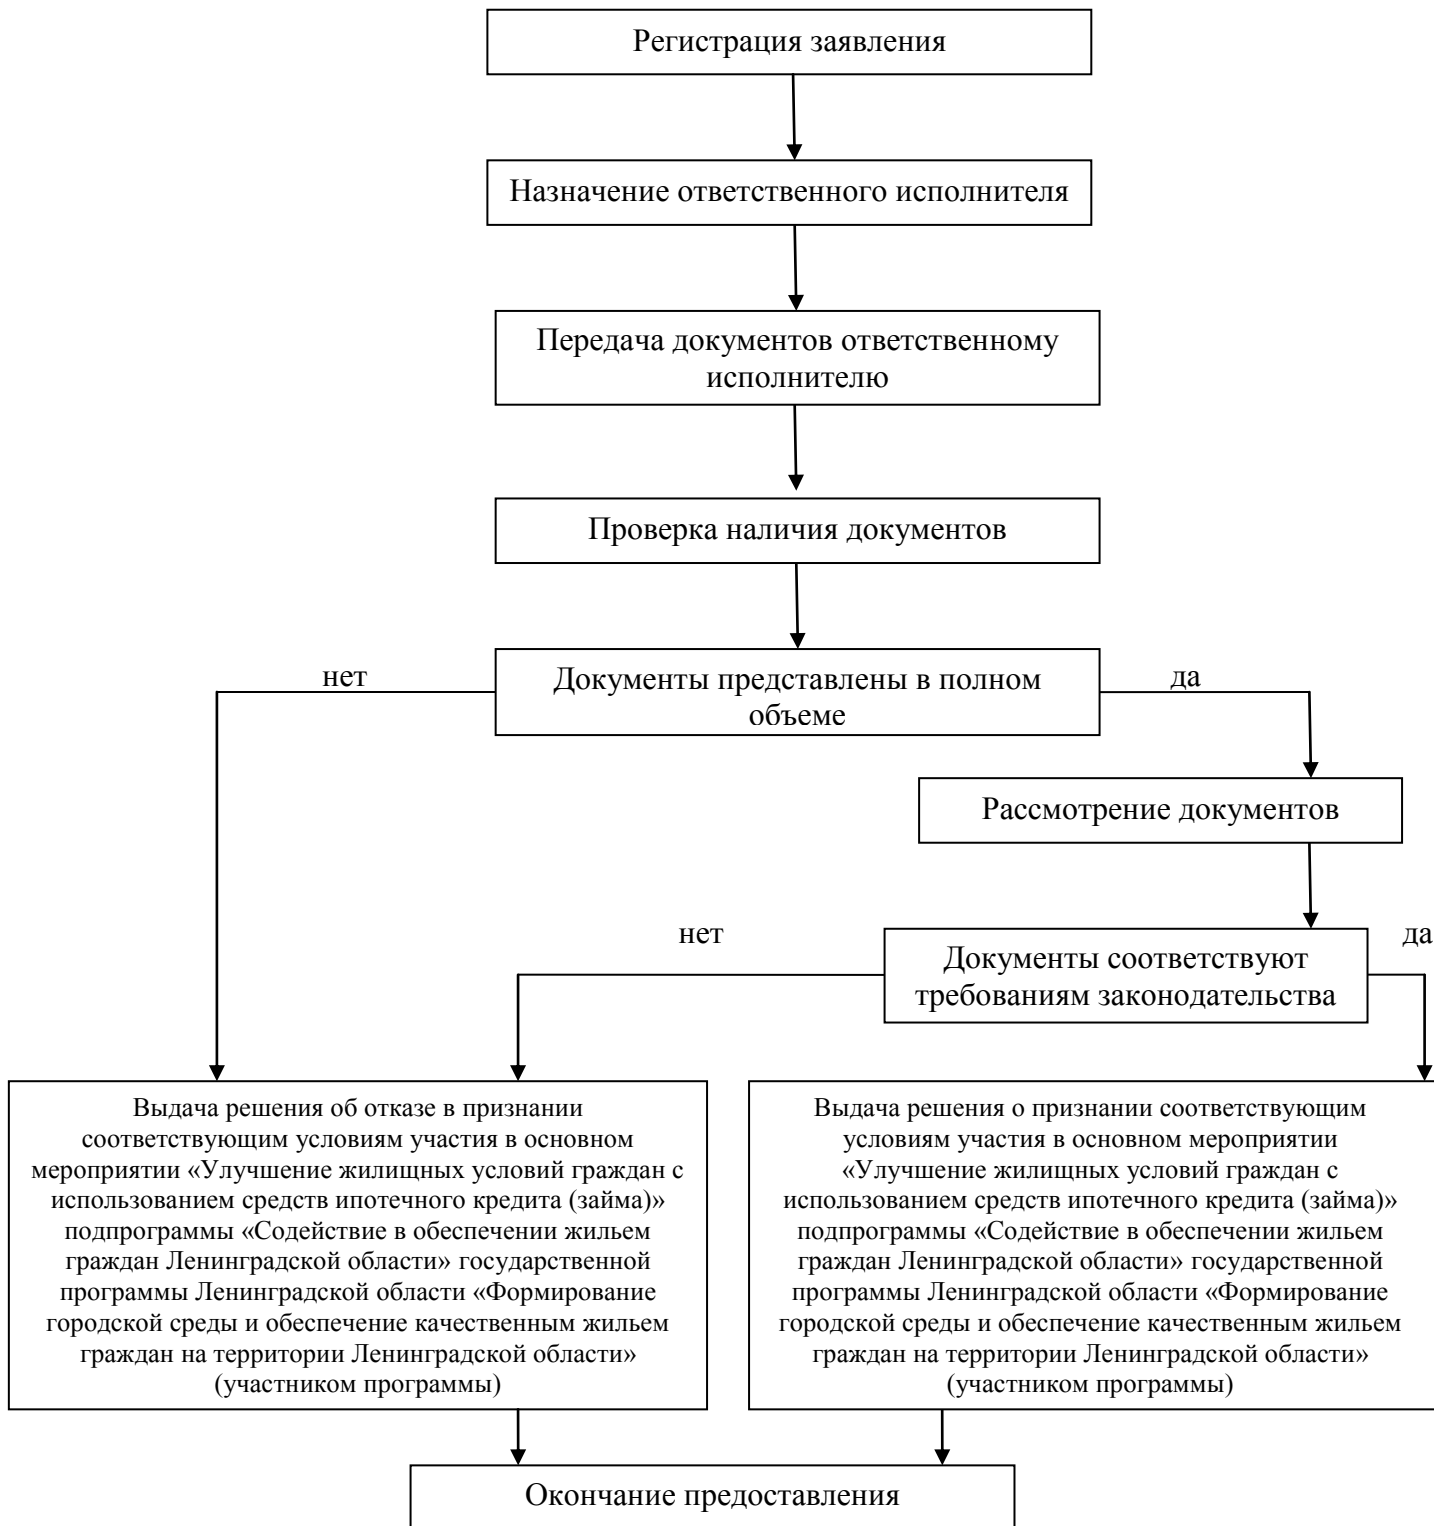 Регистрация заявления
Назначение ответственного исполнителя
Передача документов ответственному
исполнителю
Проверка наличия документов
нет
Документы представлены в полном
объеме
да
Рассмотрение документов
нет
Документы соответствуют
требованиям законодательства
да
Выдача решения об отказе в признании
соответствующим условиям участия в основном
мероприятии «Улучшение жилищных условий граждан с
использованием средств ипотечного кредита (займа)»
подпрограммы «Содействие в обеспечении жильем
граждан Ленинградской области» государственной
программы Ленинградской области «Формирование
городской среды и обеспечение качественным жильем
граждан на территории Ленинградской области»
(участником программы)
Выдача решения о признании соответствующим
условиям участия в основном мероприятии
«Улучшение жилищных условий граждан с
использованием средств ипотечного кредита (займа)»
подпрограммы «Содействие в обеспечении жильем
граждан Ленинградской области» государственной
программы Ленинградской области «Формирование
городской среды и обеспечение качественным жильем
граждан на территории Ленинградской области»
(участником программы)
Окончание предоставления